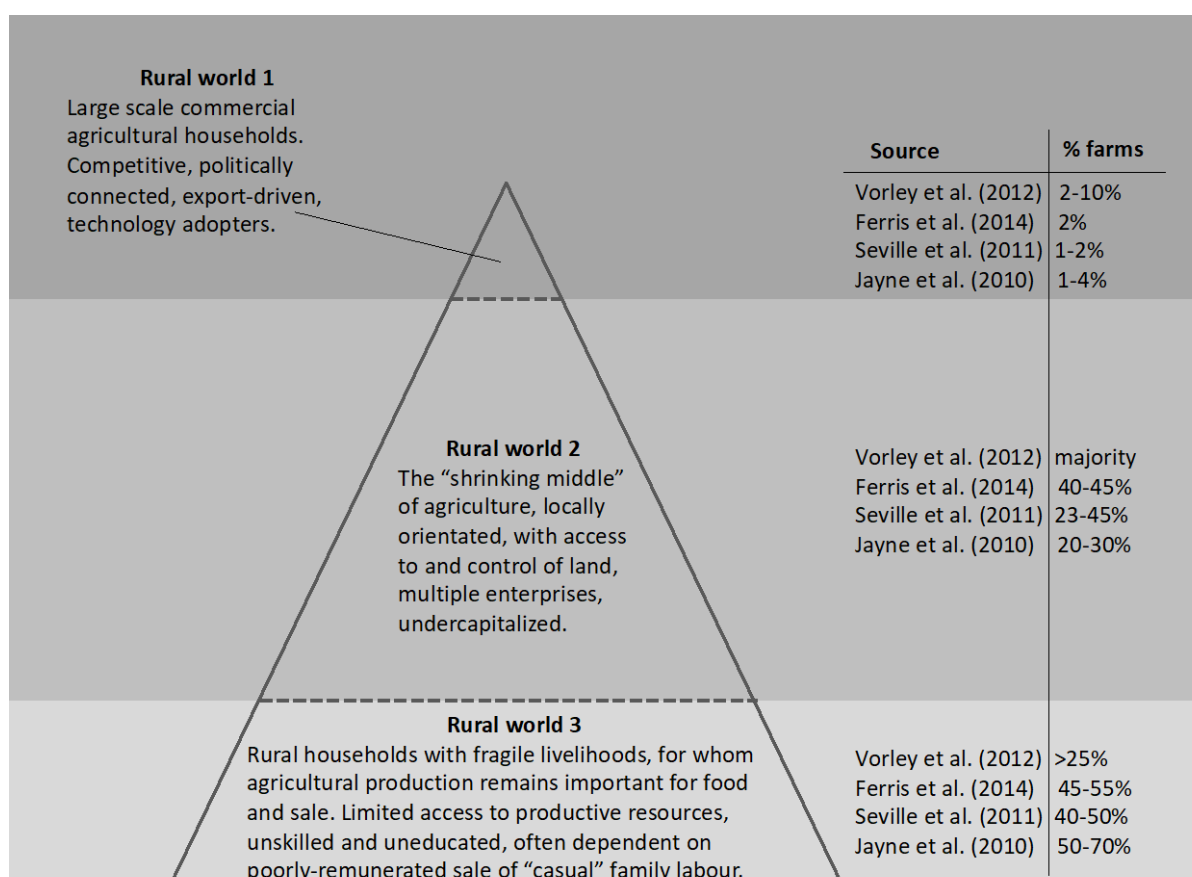 Rural world 1
Large scale commercial
agricultural households.
Competitive, politically
connected, export-driven,
technology adopters.
Source % farms
Vorley et al. (2012) 2-10%
Ferris et al. (2014) 2%
Seville et al. (2011) 1-2%
Jayne et al. (2010) 1-4%
Rural world 2
The “shrinking middle”
of agriculture, locally
orientated, with access
to and control of land,
multiple enterprises,
undercapitalized.
Vorley et al. (2012) majority
Ferris et al. (2014) 40-45%
Seville et al. (2011) 23-45%
Jayne et al. (2010) 20-30%
Rural world 3
Rural households with fragile livelihoods, for whom
agricultural production remains important for food
and sale. Limited access to productive resources,
unskilled and uneducated, often dependent on
poorly-remunerated sale of “casual” family labour.
Vorley et al. (2012) >25%
Ferris et al. (2014) 45-55%
Seville et al. (2011) 40-50%
Jayne et al. (2010) 50-70%